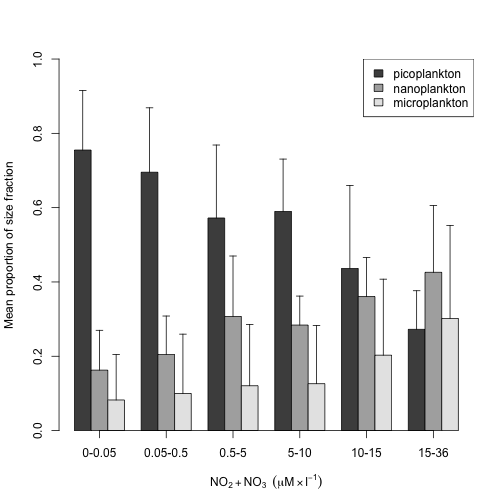 picoplankton
nanoplankton
microplankton
Mean proportion of size fraction
1.0
0.8
0.6
0.4
0.2
0.0
0-0.05 0.05-0.5 0.5-5 5-10 10-15 15-36
NO₂ + NO₃ (μM × l⁻¹)